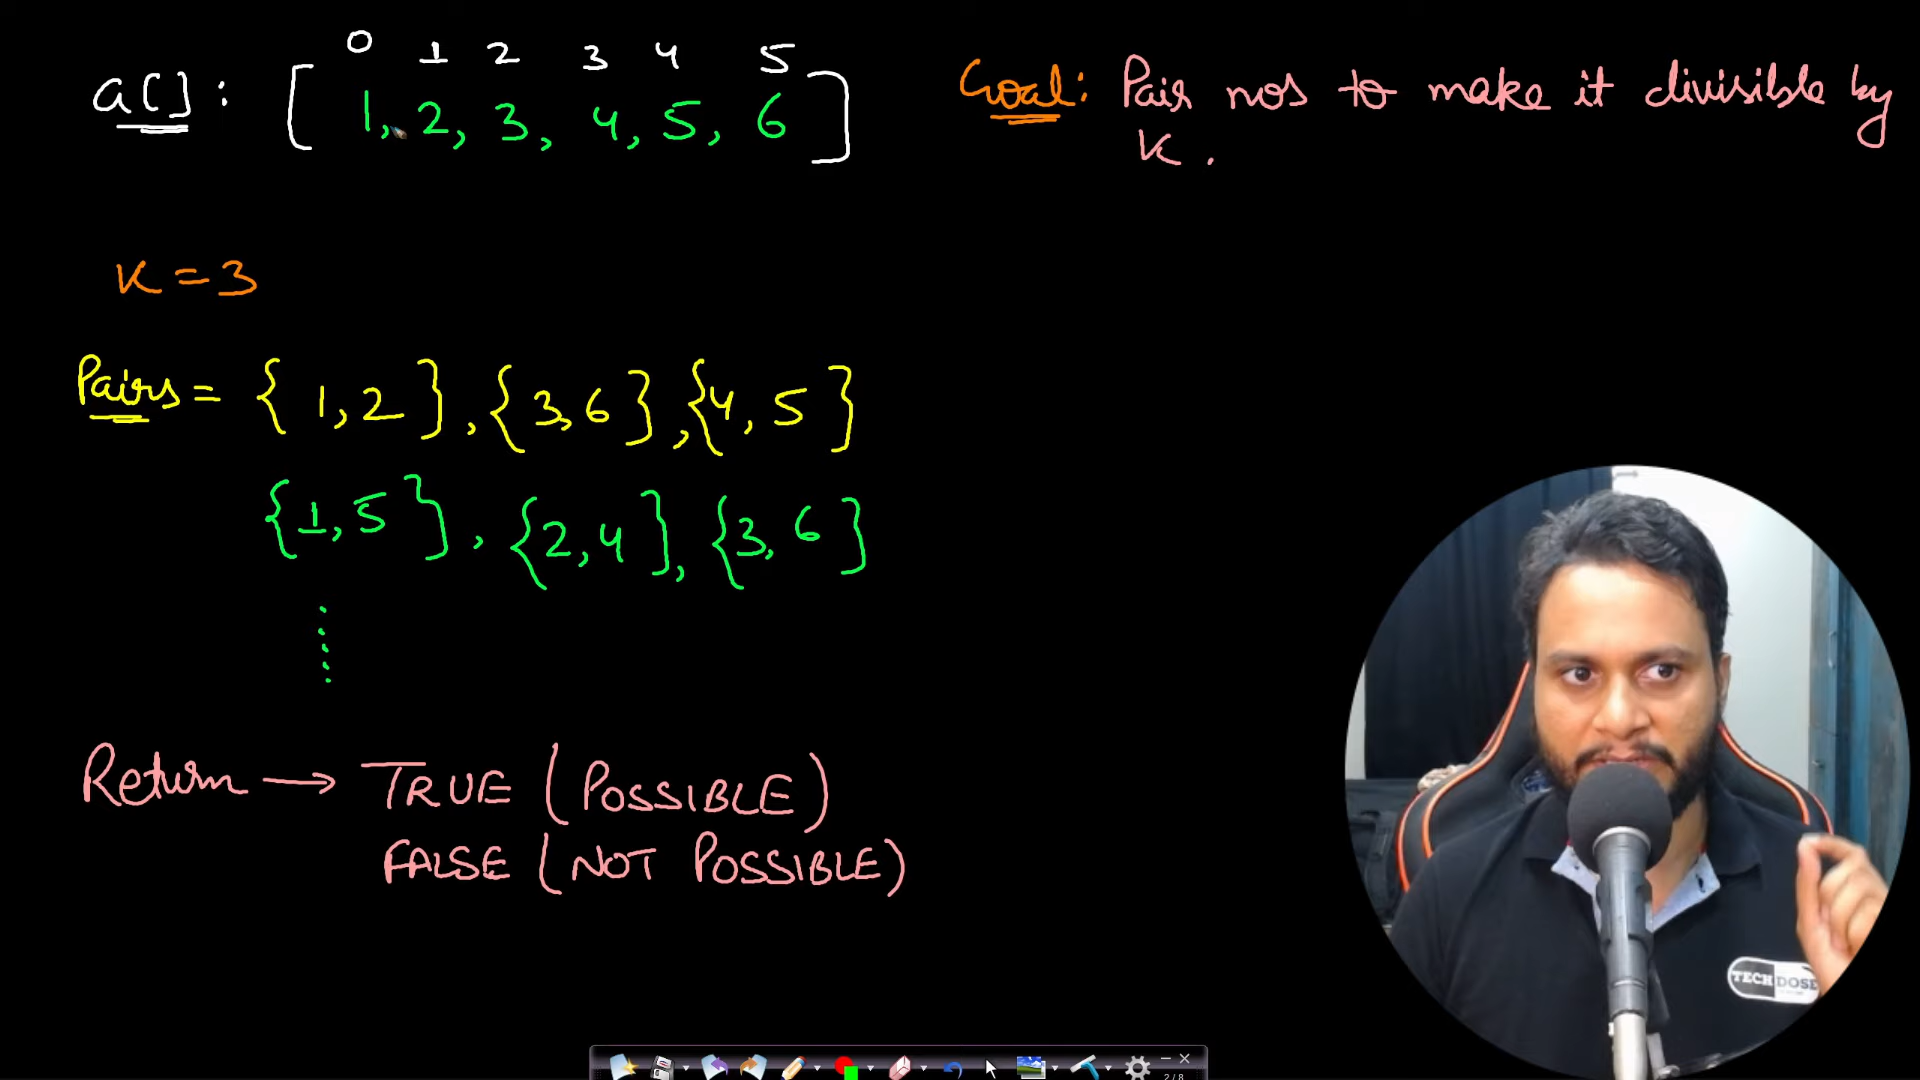 0 1 2 3 4 5
a[] : [ 1, 2, 3, 4, 5, 6 ]
Goal: Pair nos to make it divisible by
K.
K = 3
Pairs = { 1, 2 }, { 3, 6 }, { 4, 5 }
{ 1, 5 }, { 2, 4 }, { 3, 6 }
Return → TRUE (POSSIBLE)
FALSE (NOT POSSIBLE)
TECH DOSE
2/8